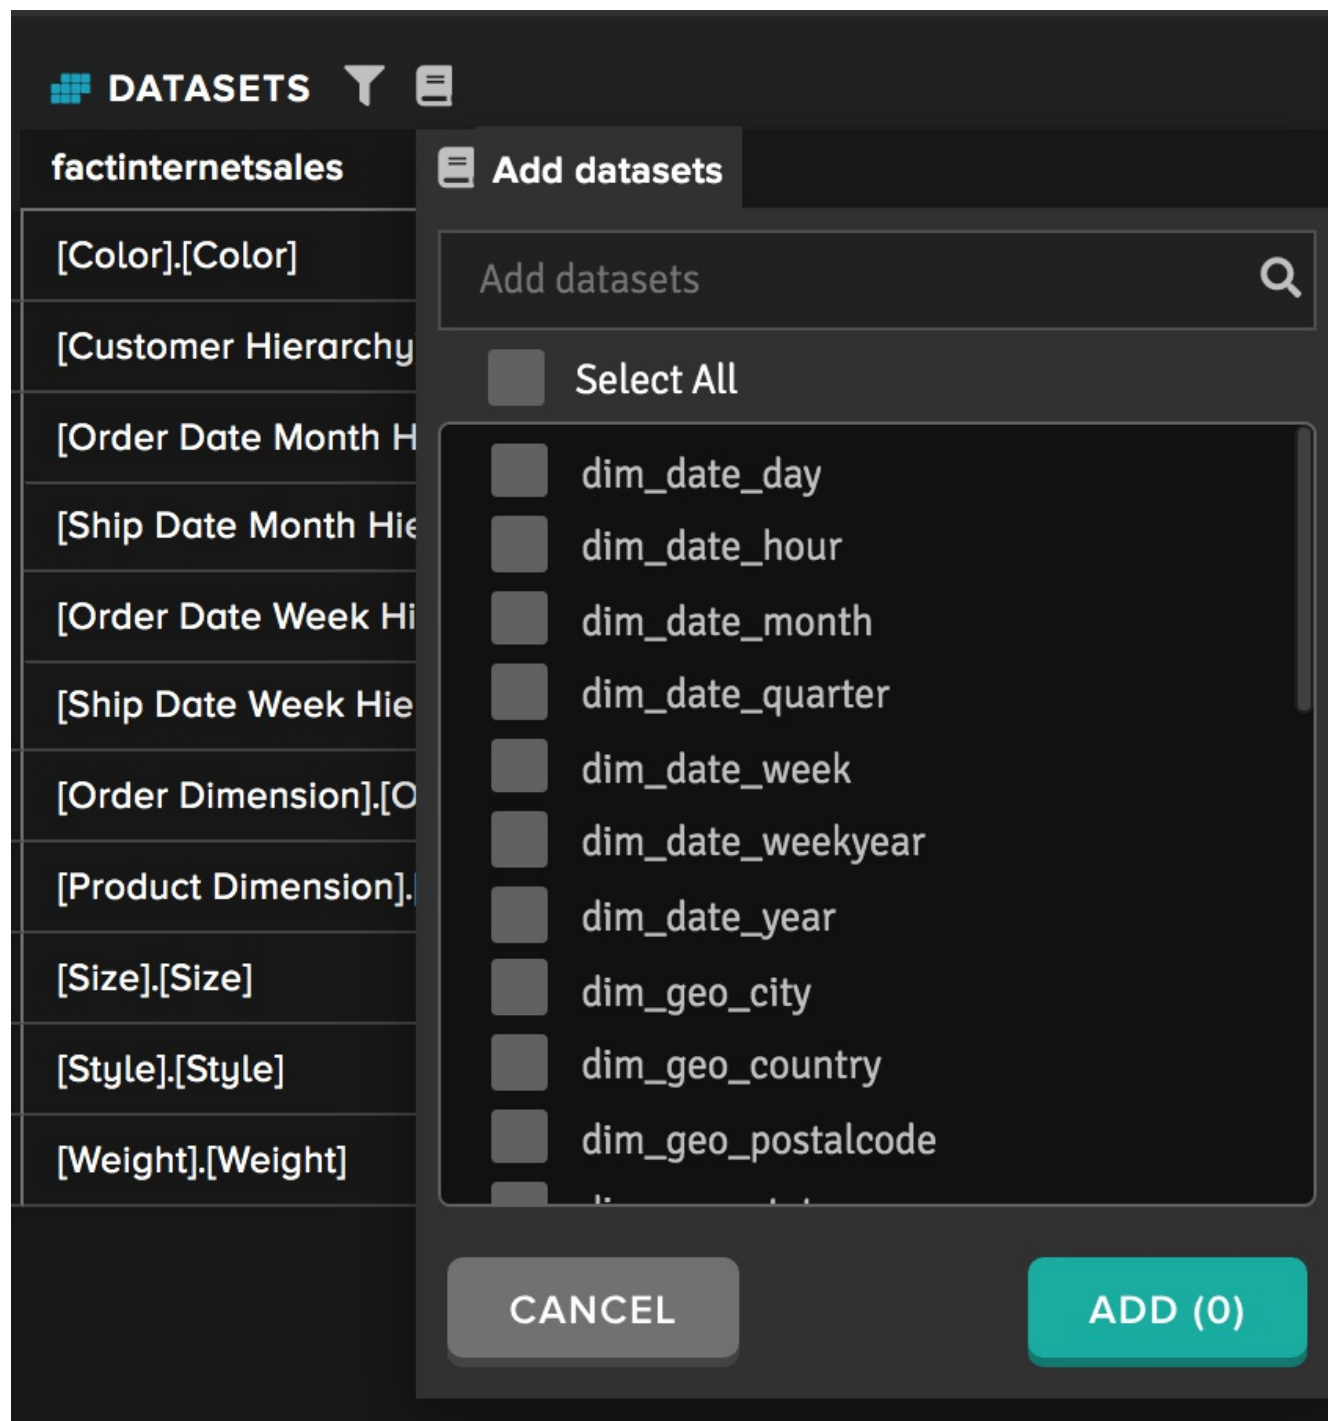 DATASETS
factinternetsales
[Color].[Color]
[Customer Hierarchy
[Order Date Month H
[Ship Date Month Hie
[Order Date Week Hi
[Ship Date Week Hie
[Order Dimension].[O
[Product Dimension].[
[Size].[Size]
[Style].[Style]
[Weight].[Weight]
Add datasets
Add datasets
Select All
dim_date_day
dim_date_hour
dim_date_month
dim_date_quarter
dim_date_week
dim_date_weekyear
dim_date_year
dim_geo_city
dim_geo_country
dim_geo_postalcode
CANCEL
ADD (0)